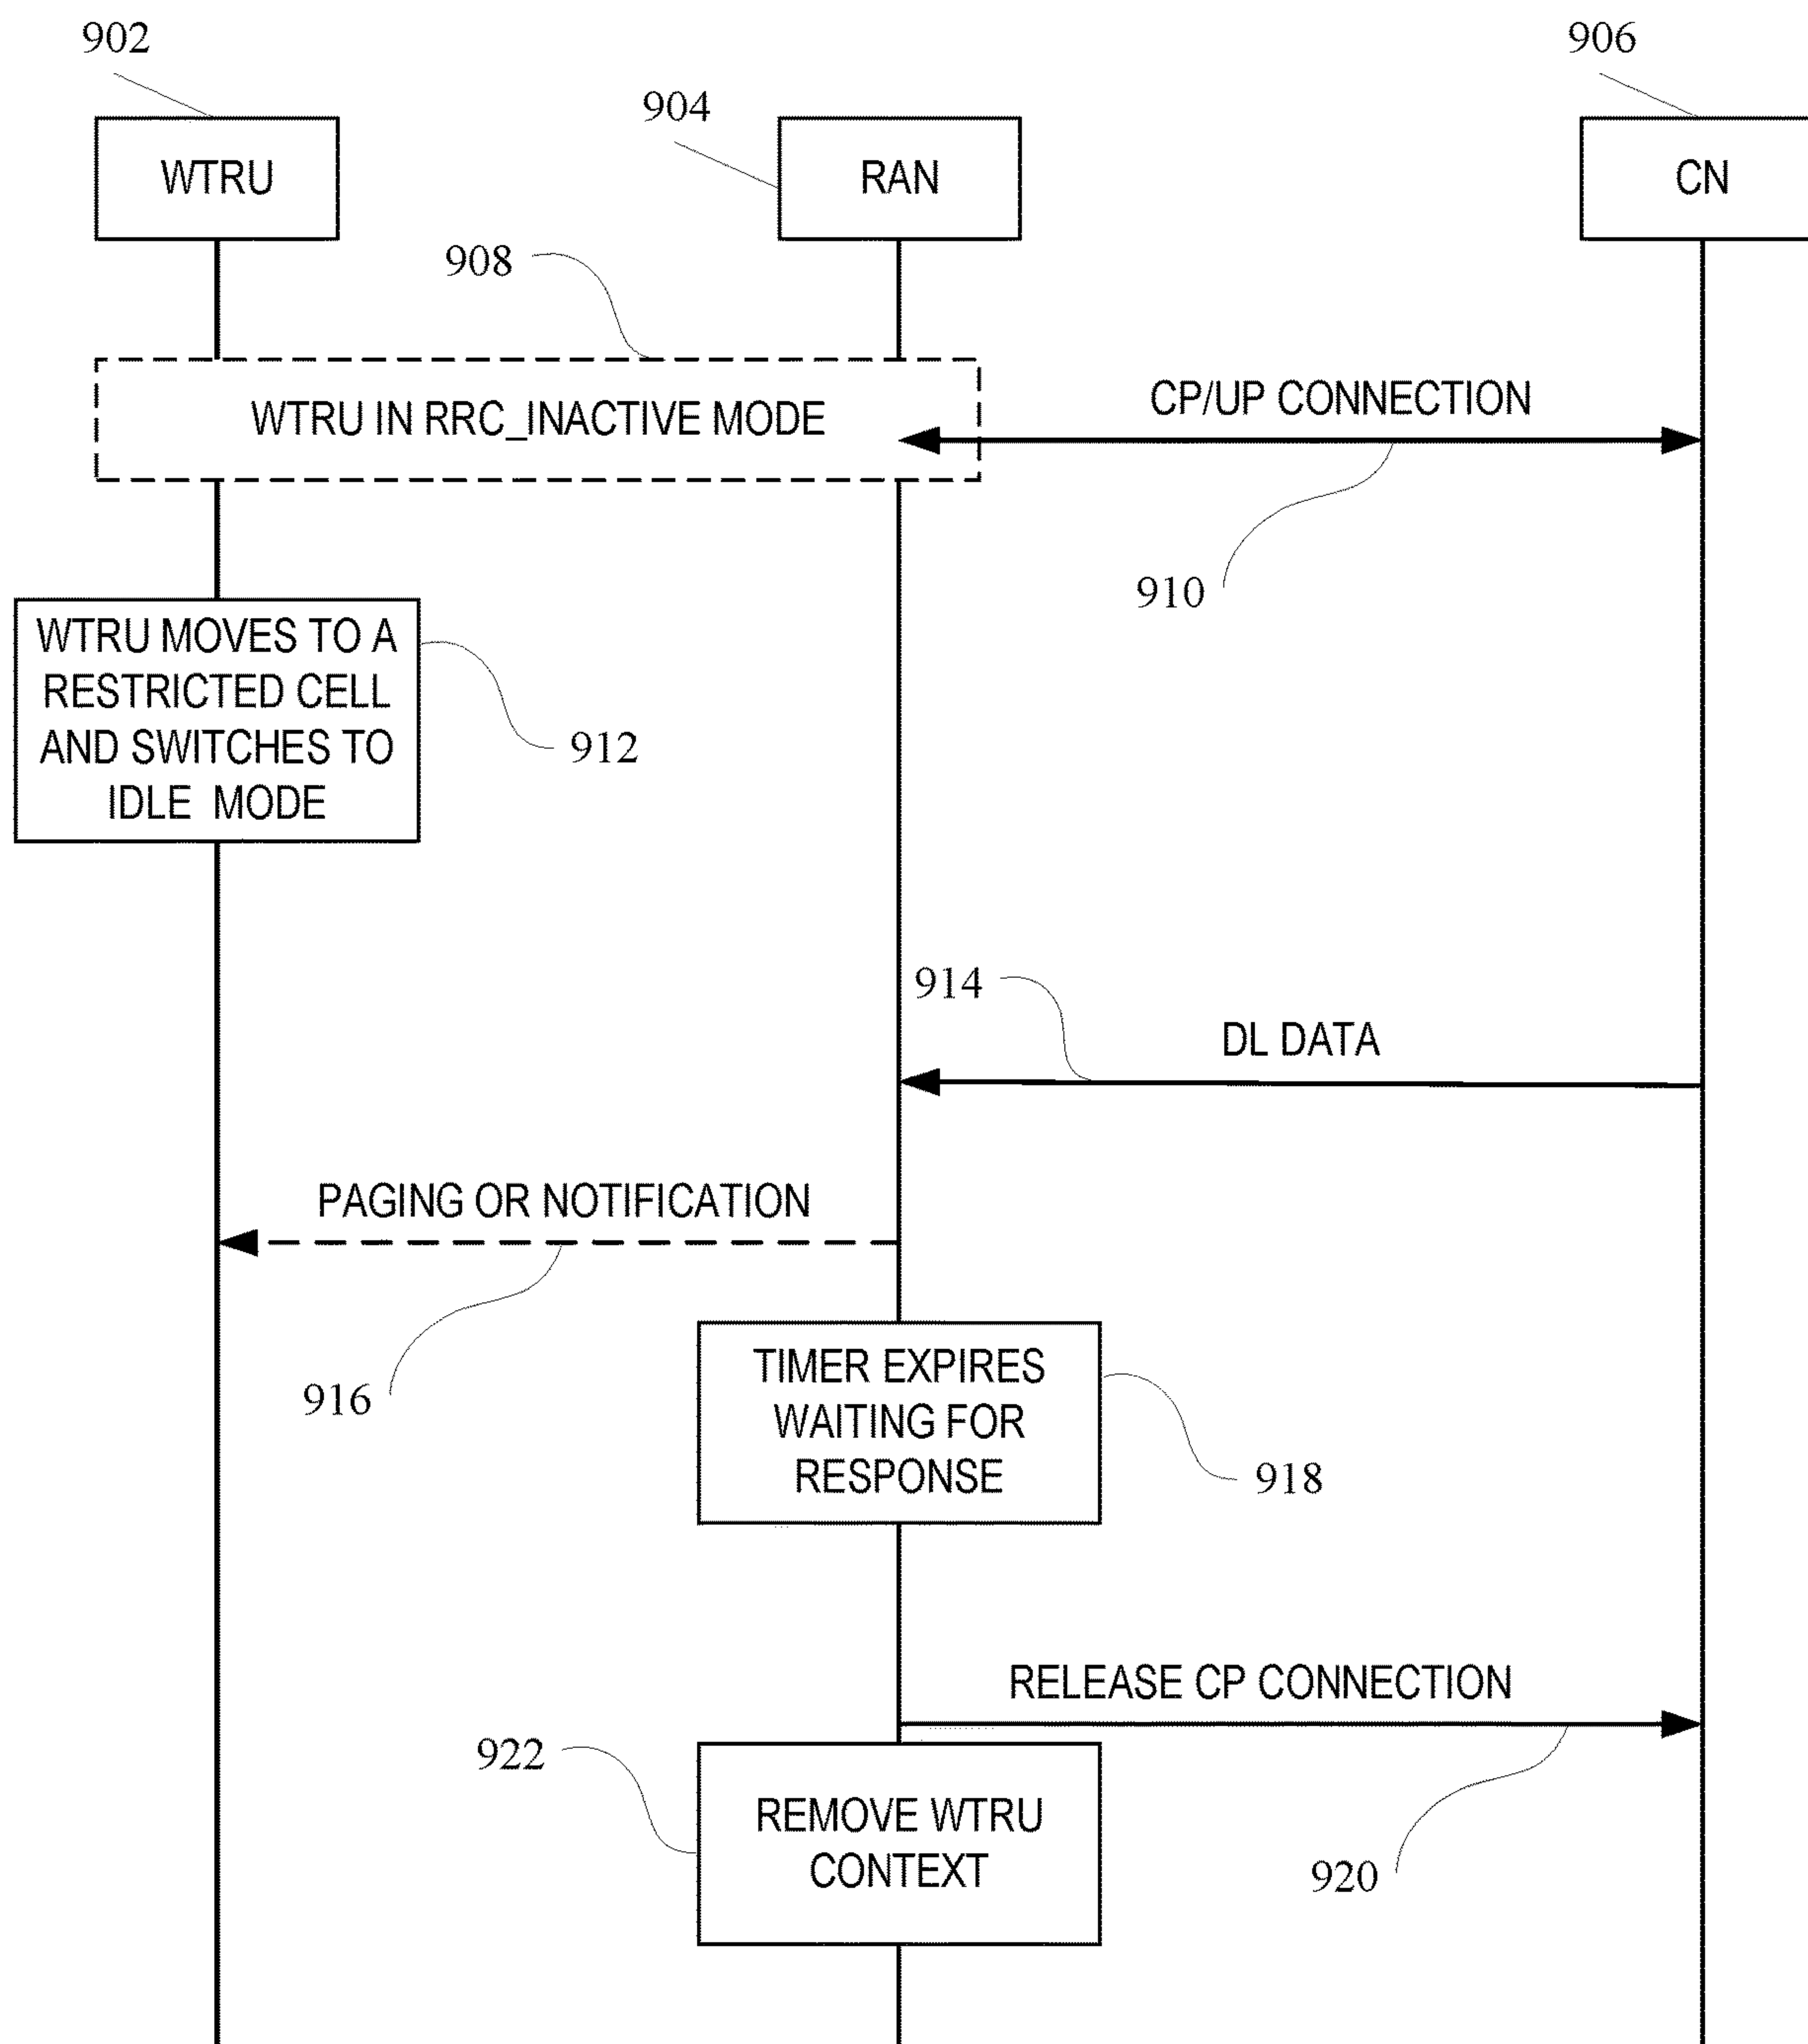 902
906
904
WTRU
RAN
CN
908
WTRU IN RRC_INACTIVE MODE
CP/UP CONNECTION
910
WTRU MOVES TO A
RESTRICTED CELL
AND SWITCHES TO
IDLE MODE
912
914
DL DATA
PAGING OR NOTIFICATION
916
TIMER EXPIRES
WAITING FOR
RESPONSE
918
RELEASE CP CONNECTION
922
REMOVE WTRU
CONTEXT
920